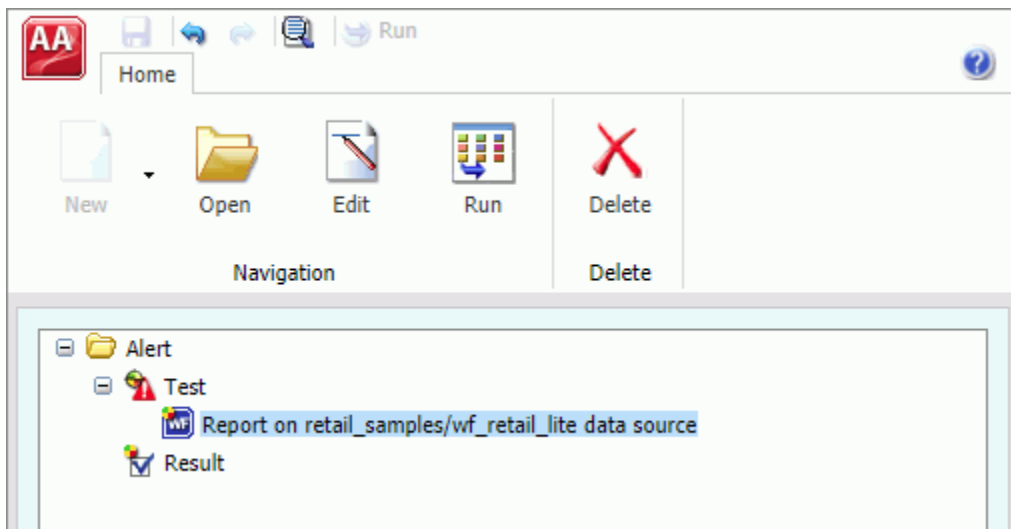 AA
Run
Home
New
Open
Edit
Run
Delete
Navigation
Delete
Alert
Test
WF
Report on retail_samples/wf_retail_lite data source
Result